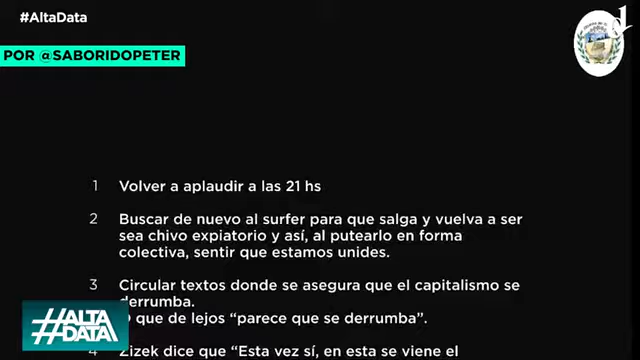 #AltaData
POR @SABORIDOPETER
1 Volver a aplaudir a las 21 hs
2 Buscar de nuevo al surfer para que salga y vuelva a ser
sea chivo expiatorio y así, al putearlo en forma
colectiva, sentir que estamos unides.
3 Circular textos donde se asegura que el capitalismo se
derrumba.
que de lejos “parece que se derrumba”.
4 Zizek dice que “Esta vez sí, en esta se viene el
#ALTA
DATA